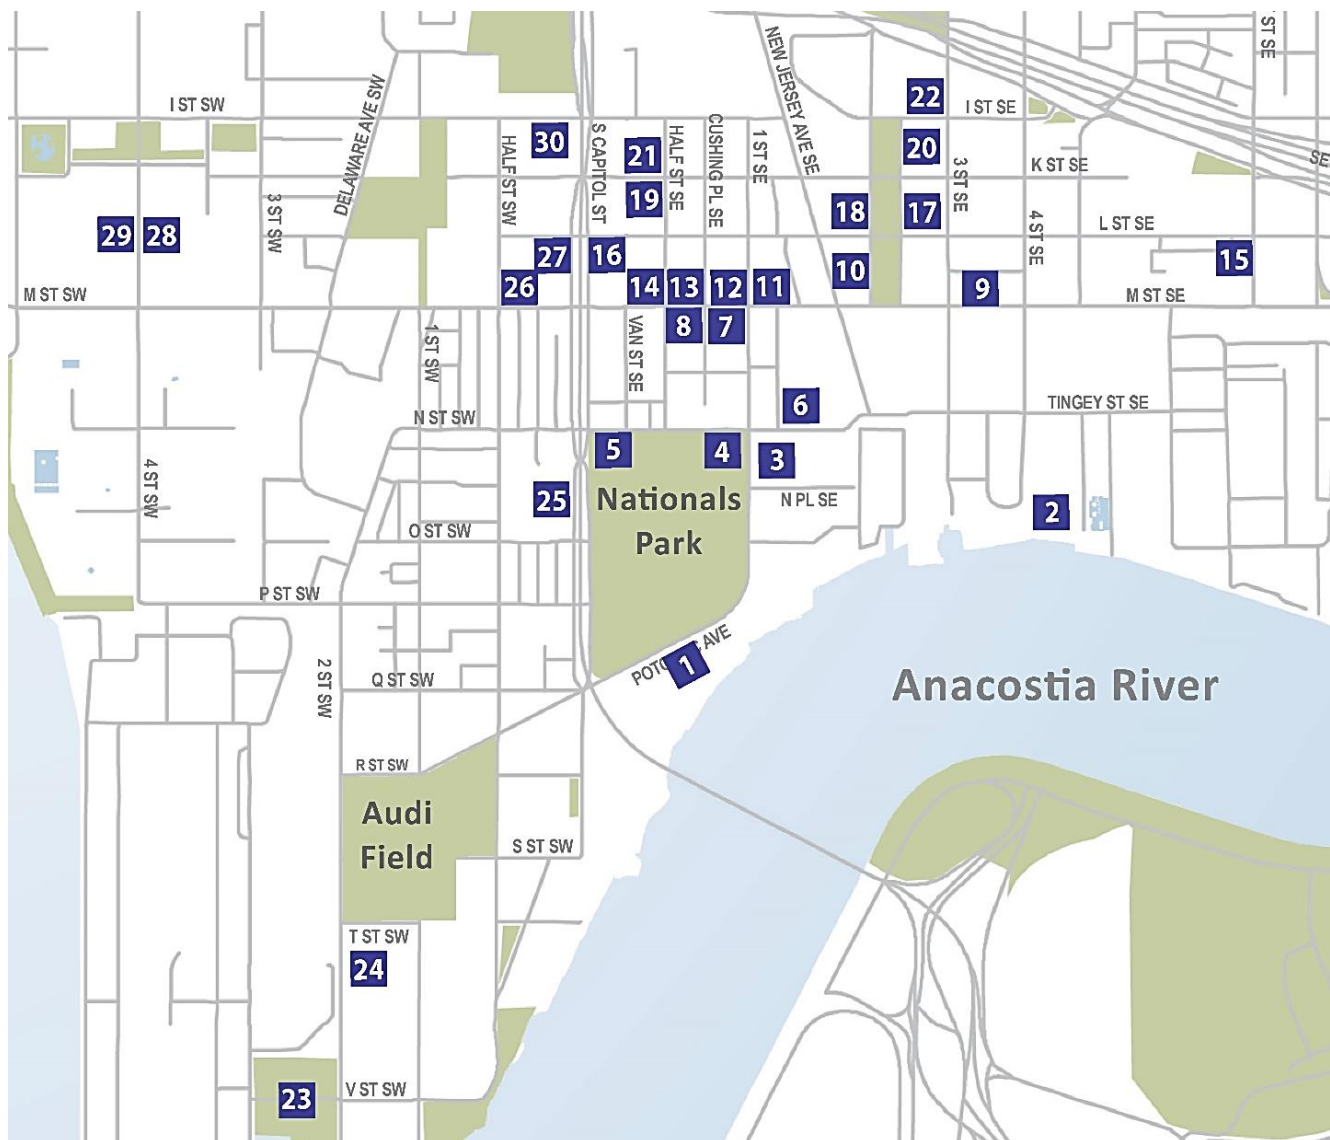 ST SE
NEW JERSEY AVE SE
I ST SW
DELAWARE AVE SW
22
I ST SE
30
S CAPITOL ST
21
HALF ST SE
CUSHING PL SE
1 ST SE
20
HALF ST SW
3 ST SE
K ST SE
SE
19
18
17
3 ST SW
4 ST SE
L ST SE
29
28
27
16
15
10
26
14
13
12
11
9
M ST SW
M ST SE
8
7
1 ST SW
VAN ST SE
6
TINGEY ST SE
N ST SW
5
4
3
4 ST SW
25
Nationals
Park
N PL SE
2
O ST SW
P ST SW
1
2 ST SW
Q ST SW
AVE
Anacostia River
R ST SW
Audi
Field
S ST SW
T ST SW
24
V ST SW
23